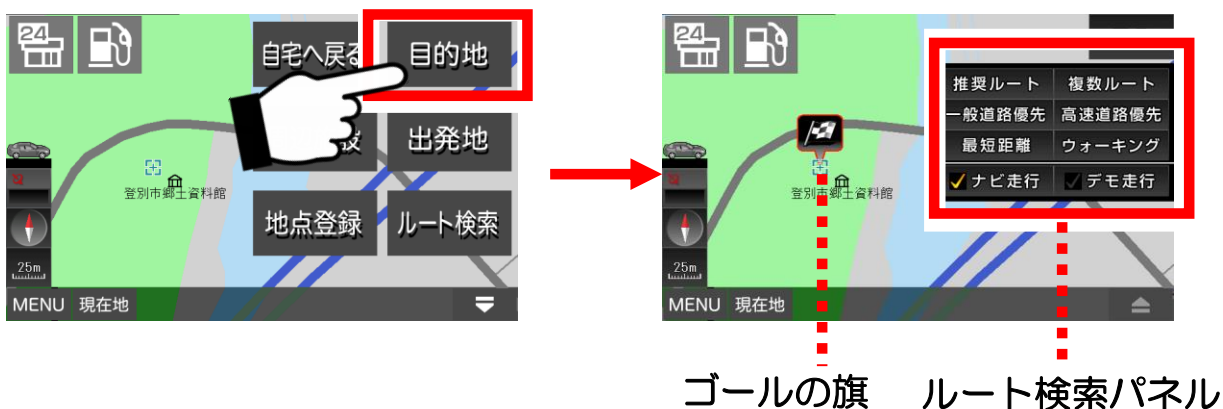 24
自宅へ戻る
目的地
出発地
登別市郷土資料館
地点登録
ルート検索
25m
MENU 現在地
24
推奨ルート
複数ルート
一般道路優先
高速道路優先
最短距離
ウォーキング
ナビ走行
デモ走行
登別市郷土資料館
25m
MENU 現在地
ゴールの旗
ルート検索パネル